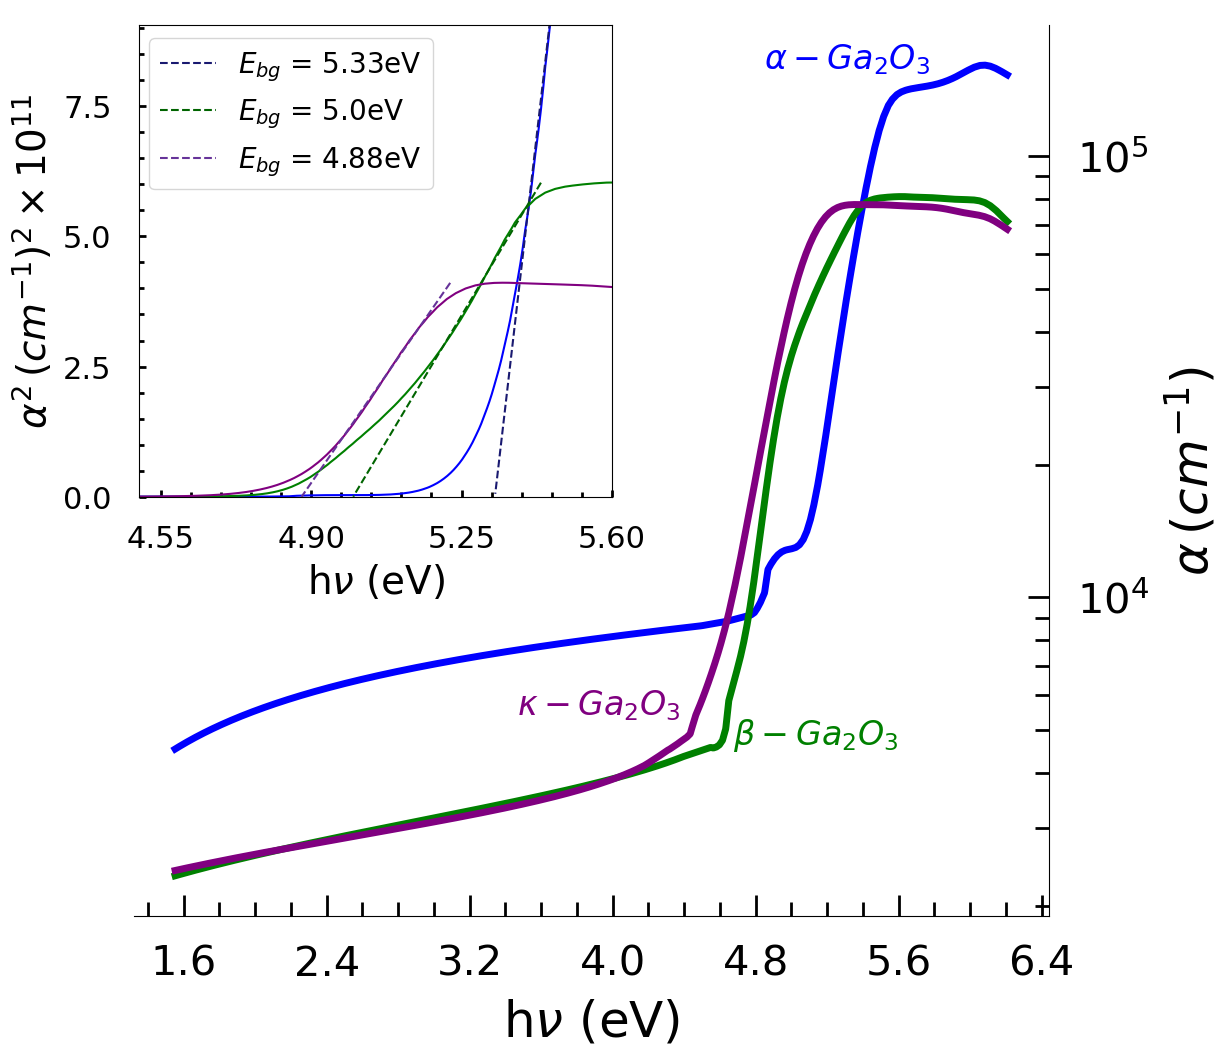 α − Ga₂O₃
E_bg = 5.33eV
E_bg = 5.0eV
E_bg = 4.88eV
7.5
5.0
2.5
0.0
α² (cm⁻¹)² × 10¹¹
4.55 4.90 5.25 5.60
hν (eV)
10⁵
10⁴
α (cm⁻¹)
κ − Ga₂O₃
β − Ga₂O₃
1.6 2.4 3.2 4.0 4.8 5.6 6.4
hν (eV)